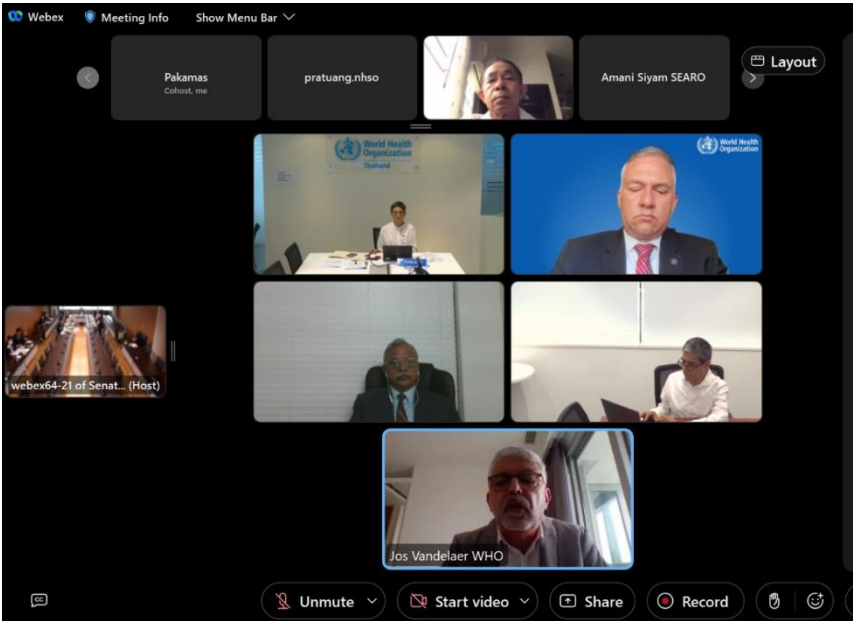 Webex
Meeting Info
Show Menu Bar
Layout
Pakamas
Cohost, me
pratuang.nhso
Amani Siyam SEARO
World Health
Organization
Thailand
World Health
Organization
webex64-21 of Senat... (Host)
Jos Vandelaer WHO
CC
Unmute
Start video
Share
Record